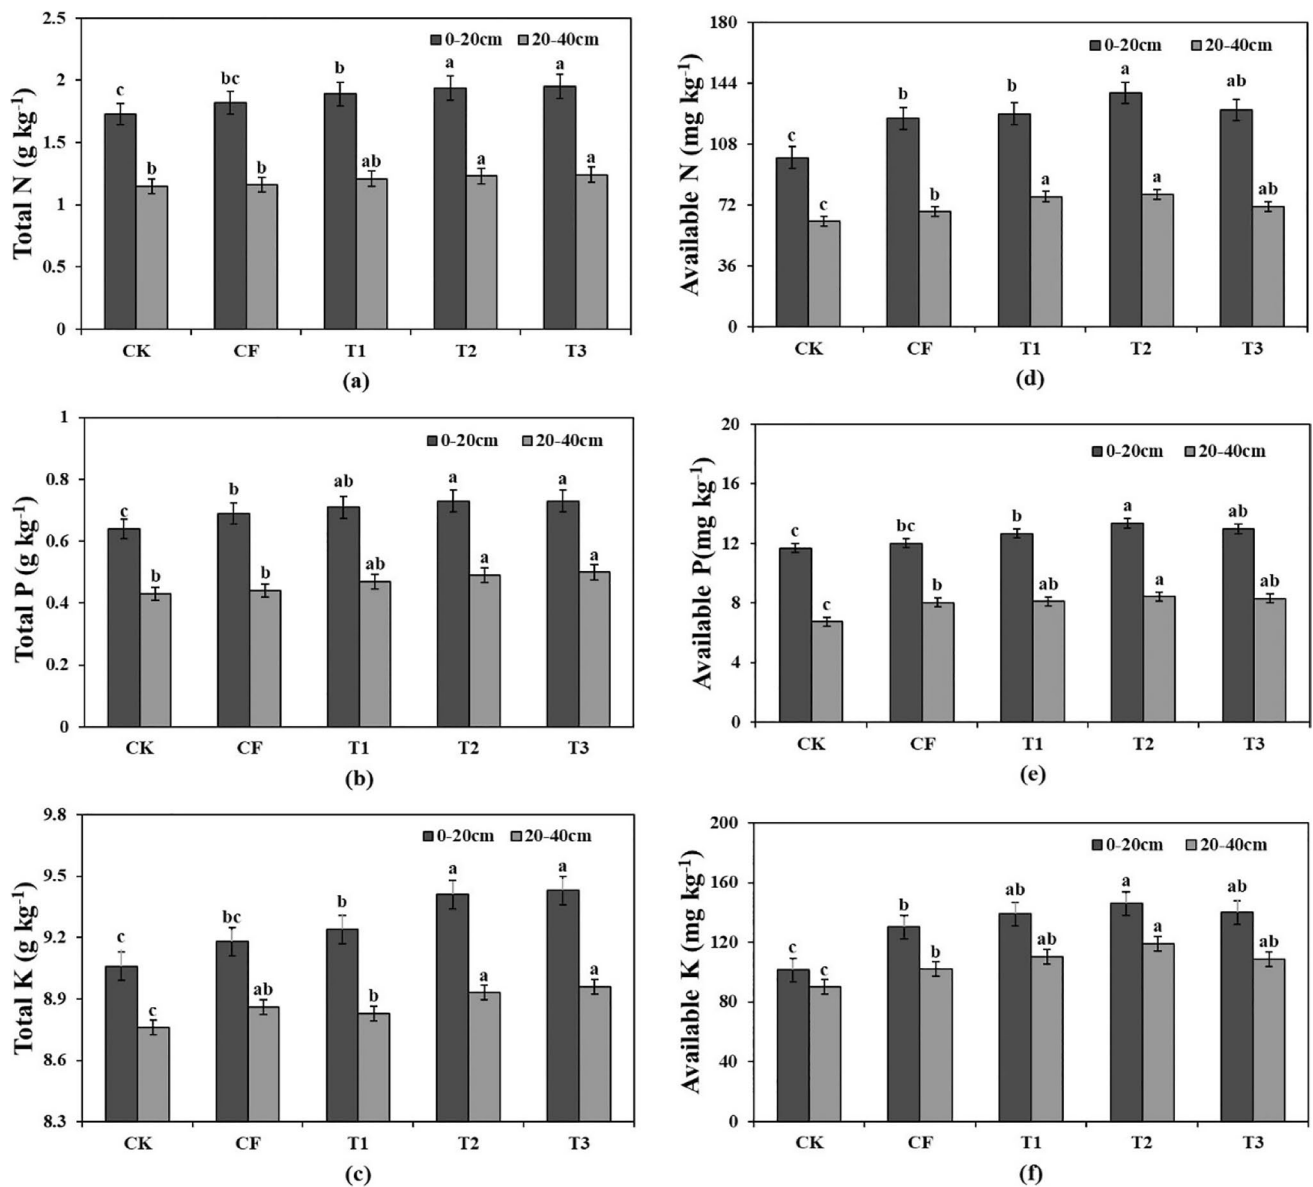 Total N (g kg-1)
2.5
2
1.5
1
0.5
0
0-20cm 20-40cm
c b bc b b ab a a a a
CK CF T1 T2 T3
(a)
Available N (mg kg-1)
180
144
108
72
36
0
0-20cm 20-40cm
c c b b b a a a ab ab
CK CF T1 T2 T3
(d)
Total P (g kg-1)
1
0.8
0.6
0.4
0.2
0
0-20cm 20-40cm
c b b b ab ab a a a a
CK CF T1 T2 T3
(b)
Available P(mg kg-1)
20
16
12
8
4
0
0-20cm 20-40cm
c c bc b b ab a a ab ab
CK CF T1 T2 T3
(e)
Total K (g kg-1)
9.8
9.5
9.2
8.9
8.6
8.3
0-20cm 20-40cm
c c bc ab b b a a a a
CK CF T1 T2 T3
(c)
Available K (mg kg-1)
200
160
120
80
40
0
0-20cm 20-40cm
c c b b ab ab a a ab ab
CK CF T1 T2 T3
(f)